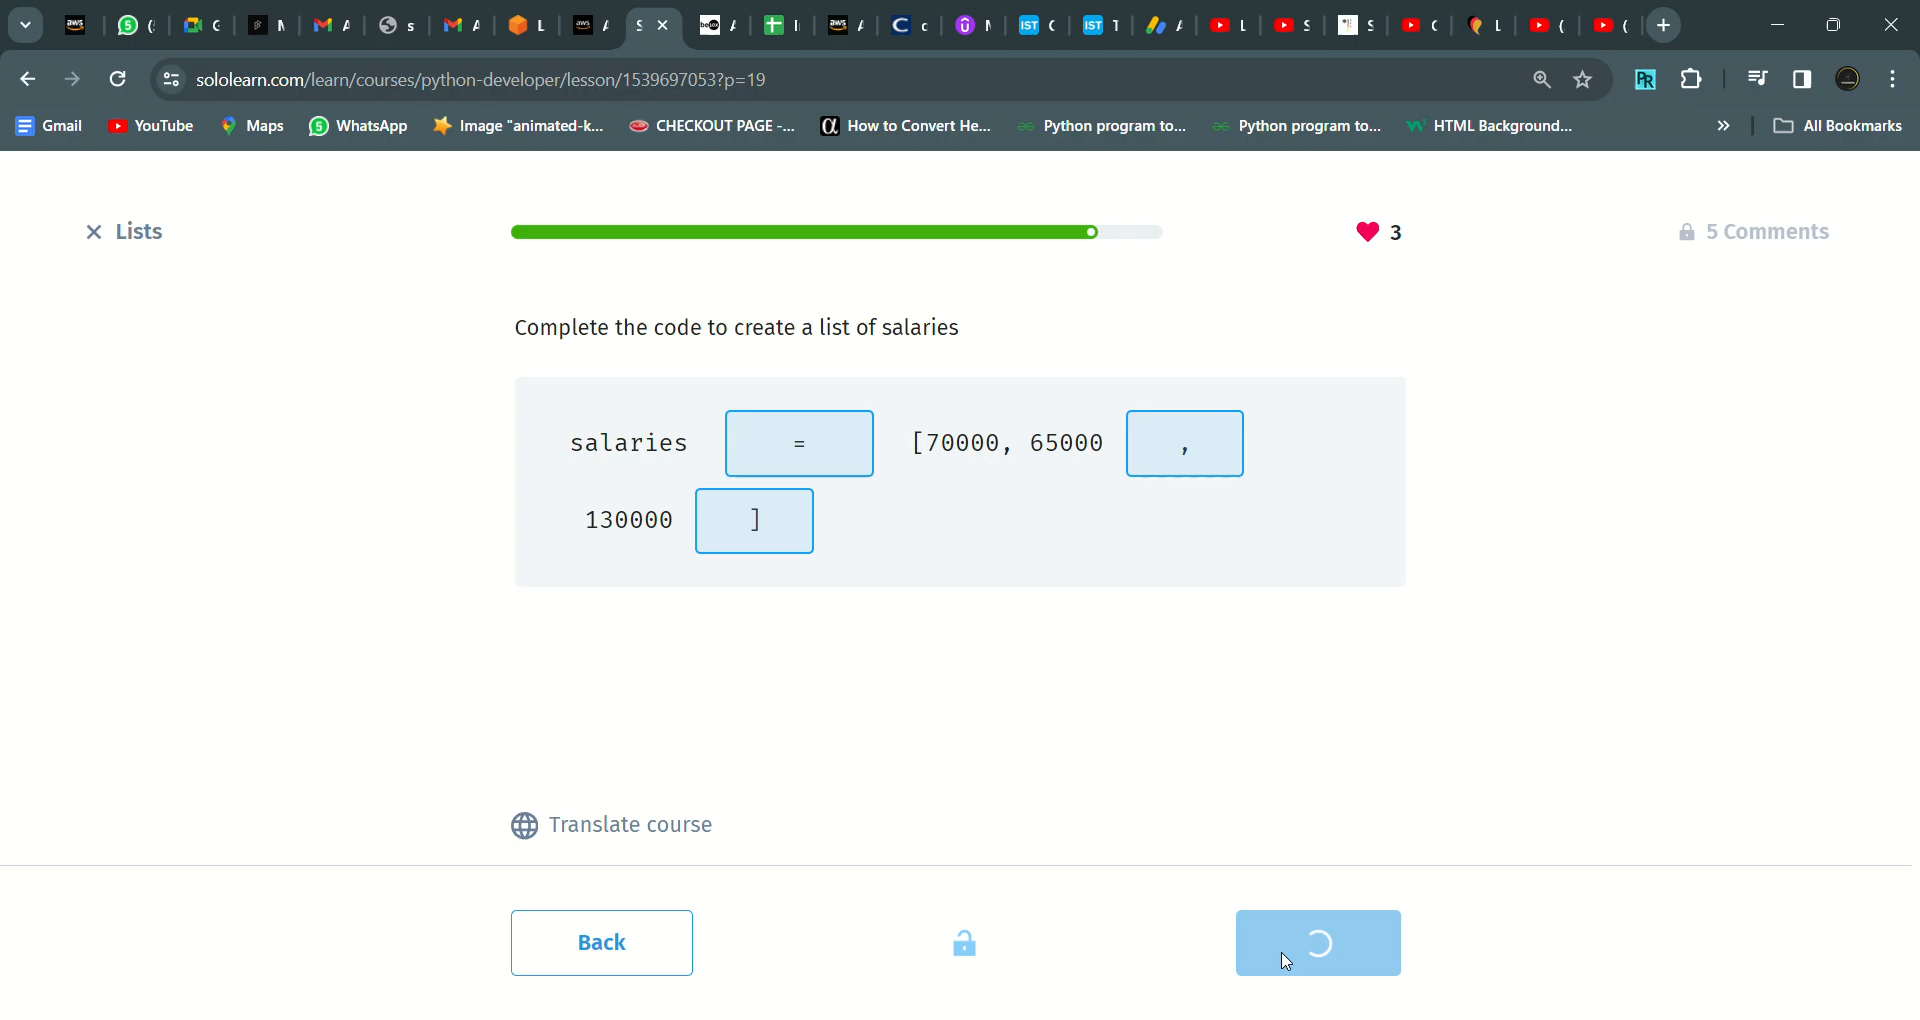 sololearn.com/learn/courses/python-developer/lesson/1539697053?p=19
Gmail
YouTube
Maps
WhatsApp
Image "animated-k...
CHECKOUT PAGE -...
How to Convert He...
Python program to...
Python program to...
HTML Background...
»
All Bookmarks
× Lists
3
5 Comments
Complete the code to create a list of salaries
salaries = [70000, 65000 ,
130000 ]
Translate course
Back